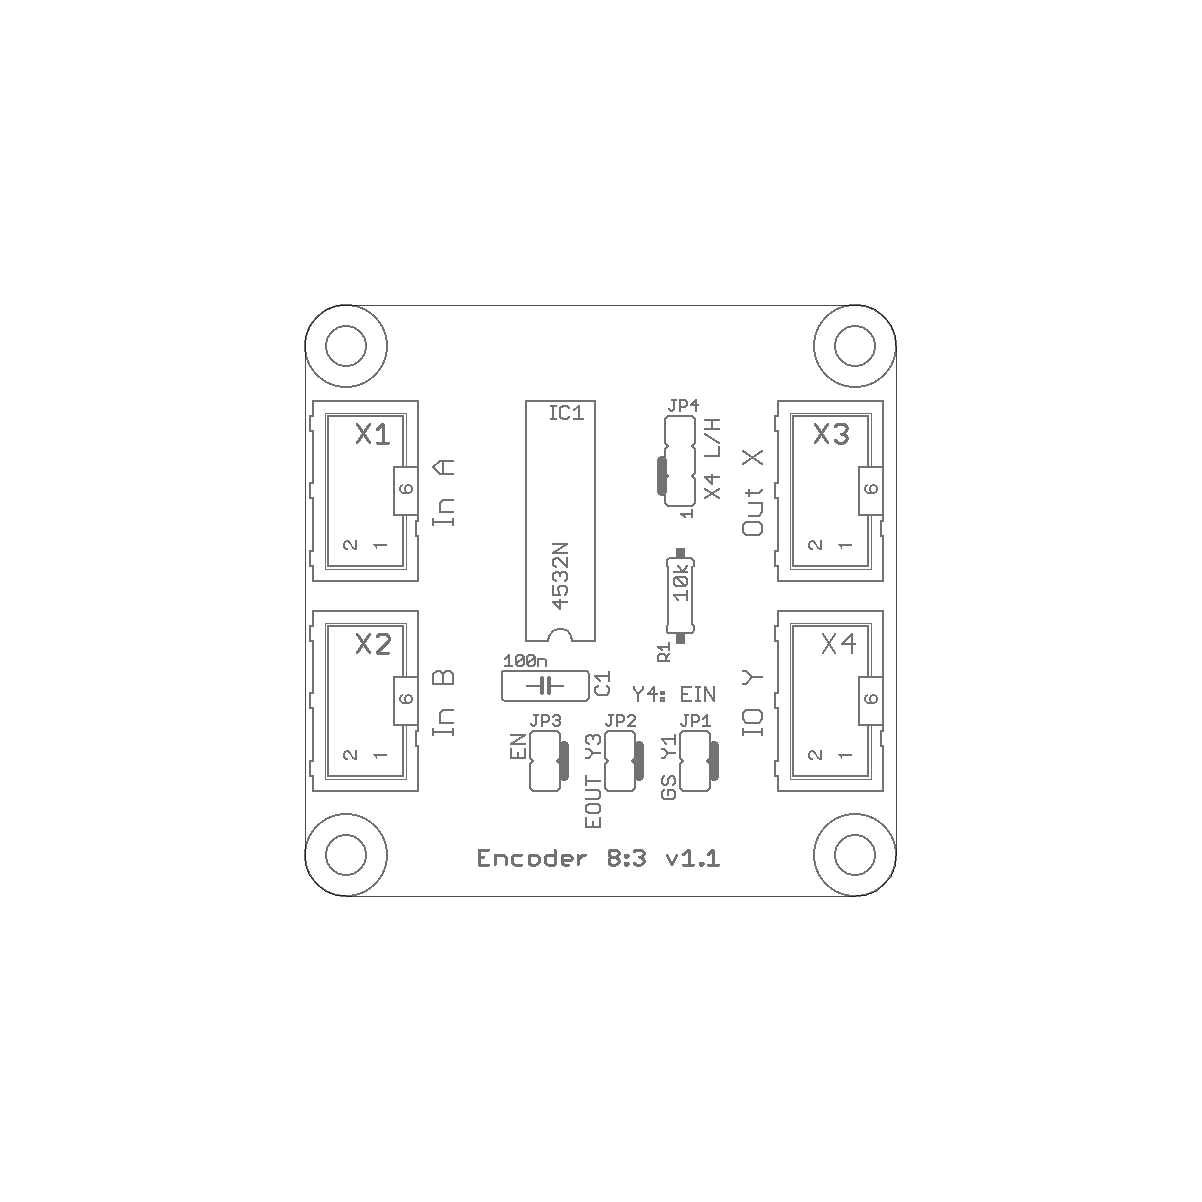 JP4
IC1
X1
X3
X4 L/H
In A
Out X
6
6
1
2 1
2 1
4532N
10k
X2
X4
R1
100n
C1
In B
IO Y
6
6
Y4: EIN
JP3
JP2
JP1
EN
EOUT Y3
GS Y1
2 1
2 1
Encoder 8:3 v1.1